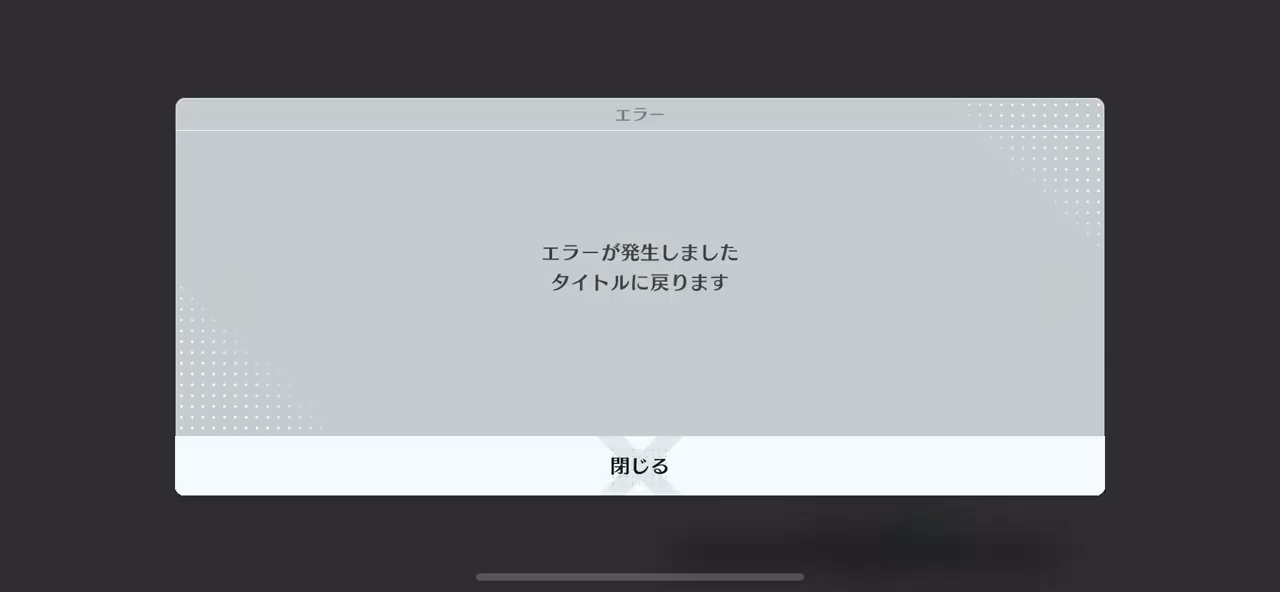 エラー
エラーが発生しました
タイトルに戻ります
閉じる